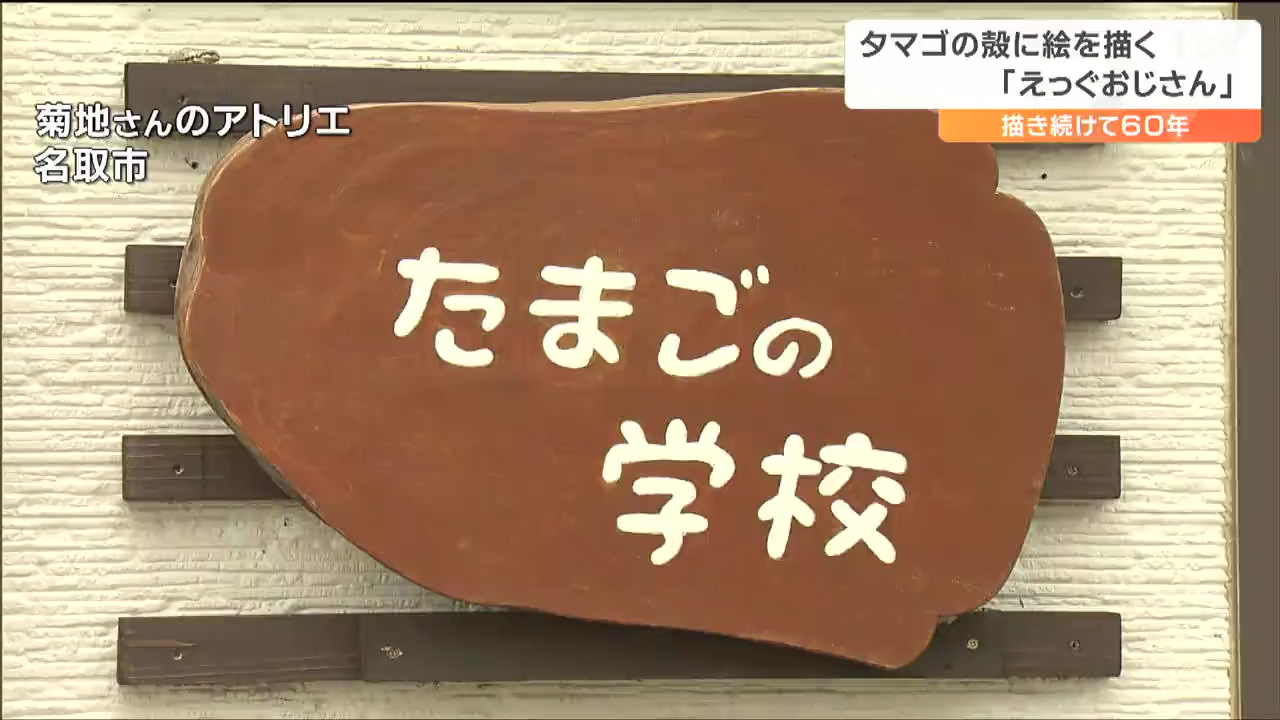 タマゴの殻に絵を描く
「えっぐおじさん」
描き続けて60年
菊地さんのアトリエ
名取市
たまごの
学校